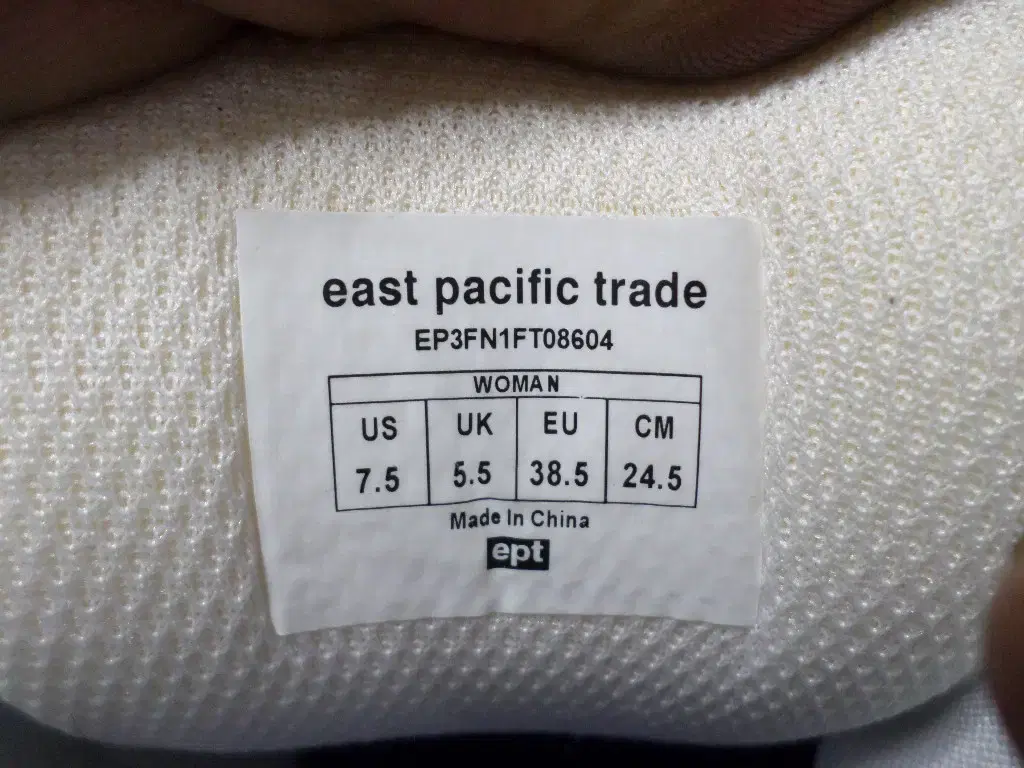 east pacific trade
EP3FN1FT08604
WOMAN
US UK EU CM
7.5 5.5 38.5 24.5
Made In China
ept